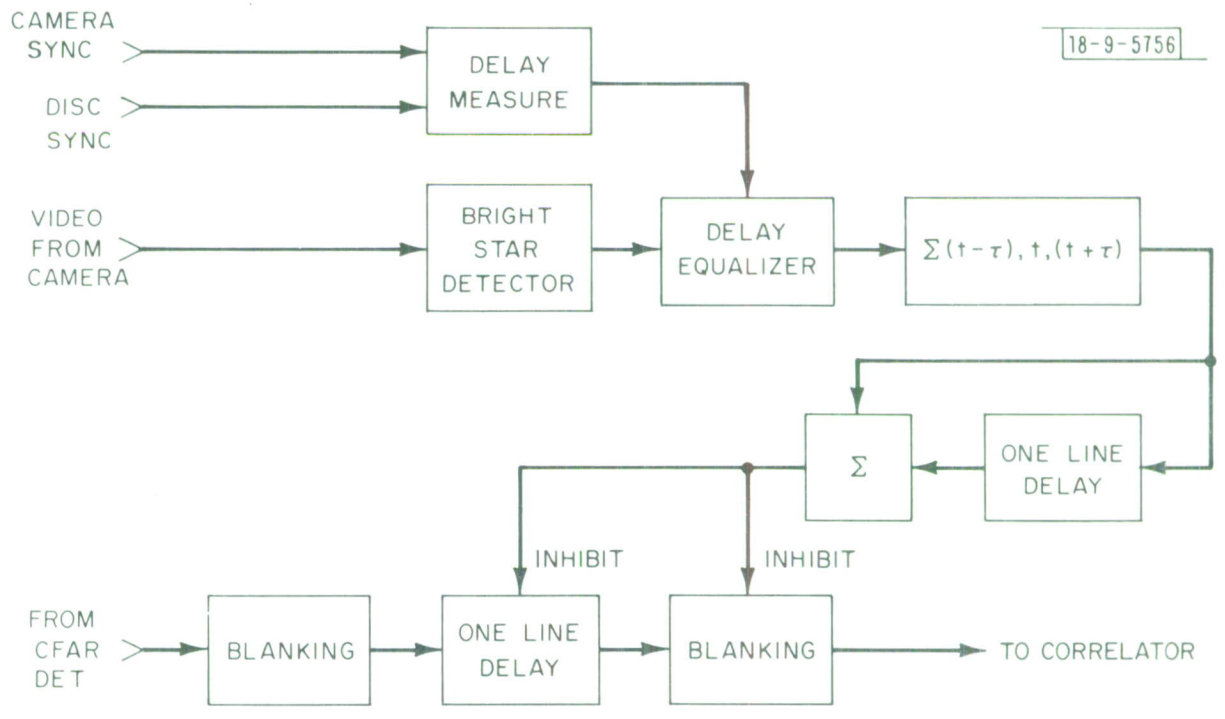 CAMERA
SYNC
18-9-5756
DELAY
MEASURE
DISC
SYNC
VIDEO
FROM
CAMERA
BRIGHT
STAR
DETECTOR
DELAY
EQUALIZER
Σ(t-τ), t, (t+τ)
Σ
ONE LINE
DELAY
INHIBIT
INHIBIT
FROM
CFAR
DET
BLANKING
ONE LINE
DELAY
BLANKING
TO CORRELATOR